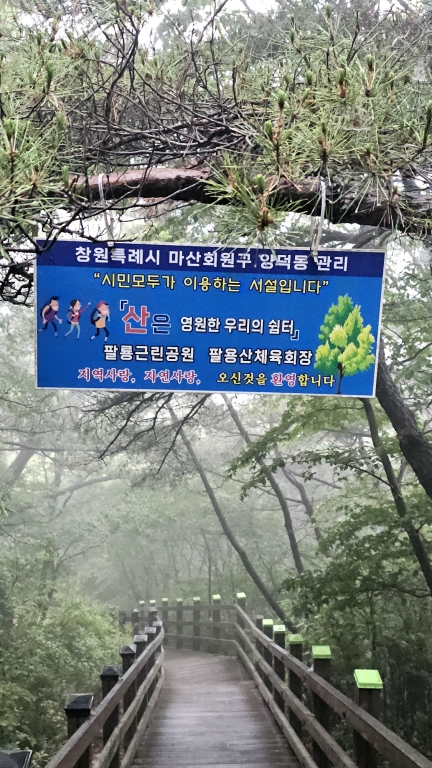 창원특례시 마산회원구 양덕동 관리
“시민모두가 이용하는 서설입니다”
「산은 영원한 우리의 쉼터」
팔룡근린공원 팔용산체육회장
지역사랑, 자연사랑, 오신것을 환영합니다